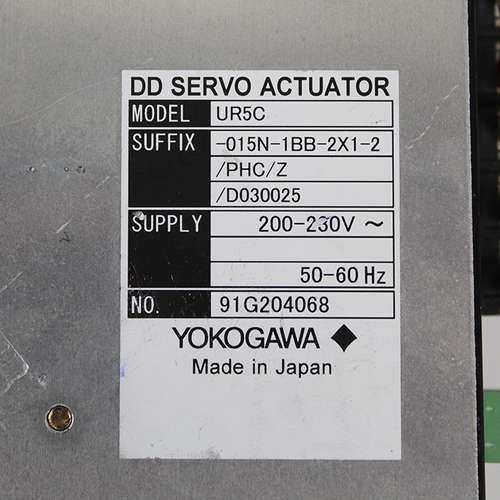 DD SERVO ACTUATOR
MODEL UR5C
SUFFIX -015N-1BB-2X1-2
/PHC/Z
/D030025
SUPPLY 200-230V ~
50-60 Hz
NO. 91G204068
YOKOGAWA
Made in Japan